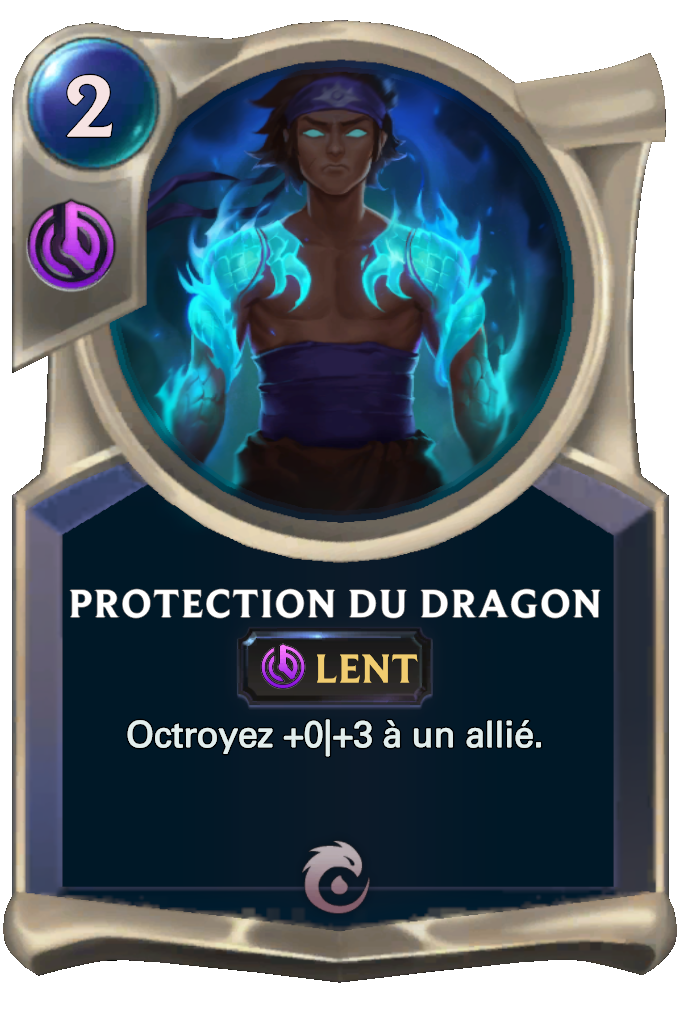 2
PROTECTION DU DRAGON
LENT
Octroyez +0|+3 à un allié.